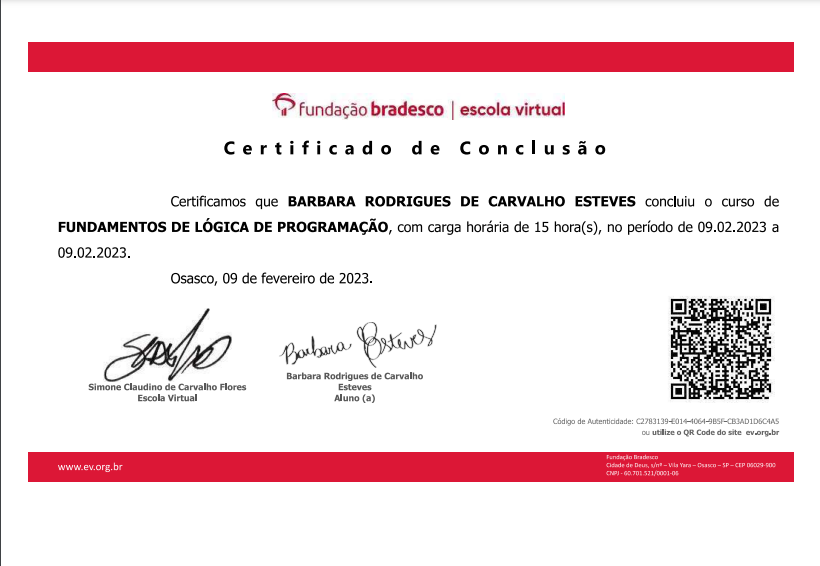 fundação bradesco | escola virtual
Certificado de Conclusão
Certificamos que BARBARA RODRIGUES DE CARVALHO ESTEVES concluiu o curso de
FUNDAMENTOS DE LÓGICA DE PROGRAMAÇÃO, com carga horária de 15 hora(s), no período de 09.02.2023 a
09.02.2023.
Osasco, 09 de fevereiro de 2023.
Barbara Esteves
Simone Claudino de Carvalho Flores
Escola Virtual
Barbara Rodrigues de Carvalho
Esteves
Aluno (a)
Código de Autenticidade: C27B3139-E014-4064-9B5F-CB3AD1D6C4A5
ou utilize o QR Code do site ev.org.br
www.ev.org.br
Fundação Bradesco
Cidade de Deus, s/nº – Vila Yara – Osasco – SP – CEP 06029-900
CNPJ - 60.701.521/0001-06